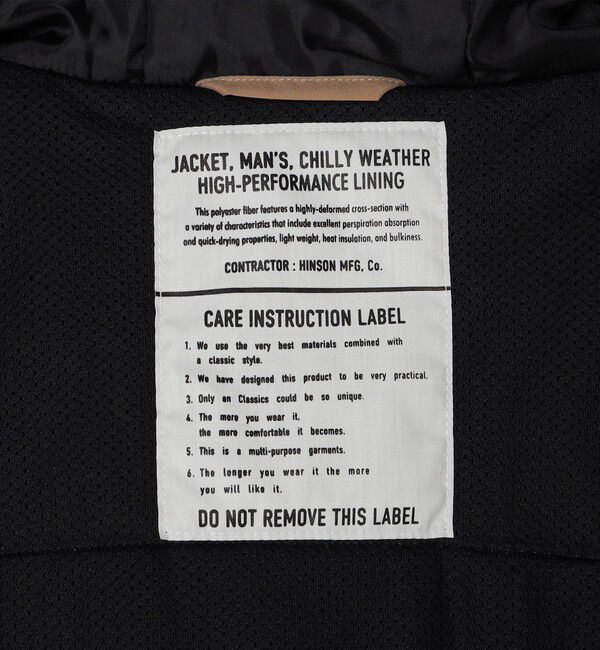 JACKET, MAN'S, CHILLY WEATHER
HIGH-PERFORMANCE LINING
This polyester fiber features a highly-deformed cross-section with
a variety of characteristics that include excellent perspiration absorption
and quick-drying properties, light weight, heat insulation, and bulkiness.
CONTRACTOR : HINSON MFG, Co.
CARE INSTRUCTION LABEL
1. We use the very best materials combined with
a classic style.
2. We have designed this product to be very practical.
3. Only an Classics could be so unique.
4. The more you wear it,
the more comfortable it becomes.
5. This is a multi-purpose garments.
6. The longer you wear it the more
you will like it.
DO NOT REMOVE THIS LABEL